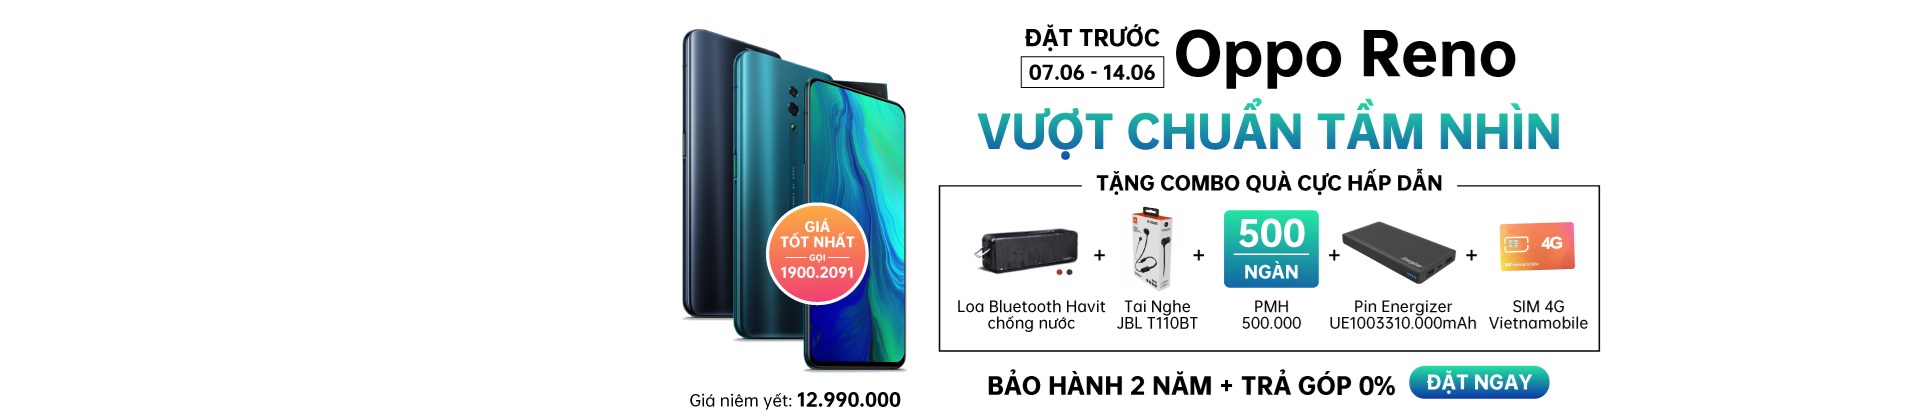 ĐẶT TRƯỚC
07.06 - 14.06
Oppo Reno
VƯỢT CHUẨN TẦM NHÌN
TẶNG COMBO QUÀ CỰC HẤP DẪN
GIÁ
TỐT NHẤT
GỌI
1900.2091
500
NGÀN
4G
Energizer
+ + + +
Loa Bluetooth Havit
chống nước
Tai Nghe
JBL T110BT
PMH
500.000
Pin Energizer
UE1003310.000mAh
SIM 4G
Vietnamobile
BẢO HÀNH 2 NĂM + TRẢ GÓP 0%
ĐẶT NGAY
Giá niêm yết: 12.990.000